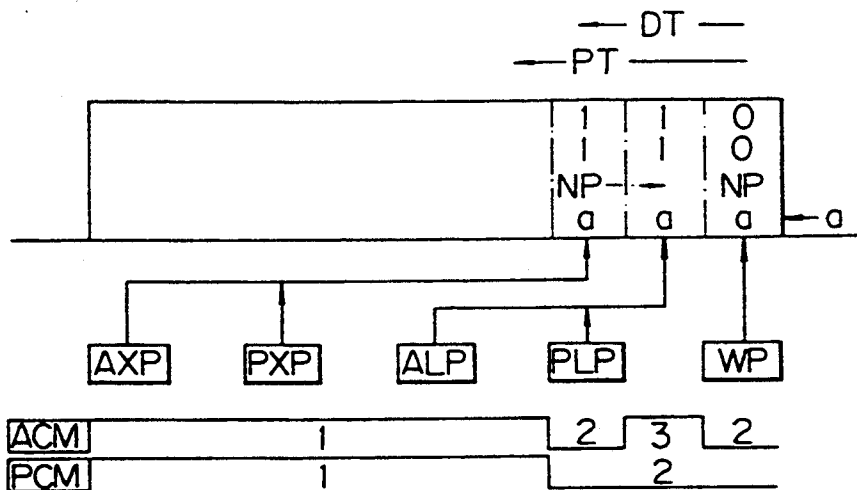 DT
PT
1 1 0
1 1 0
NP NP
a a a a
AXP PXP ALP PLP WP
ACM 1 2 3 2
PCM 1 2